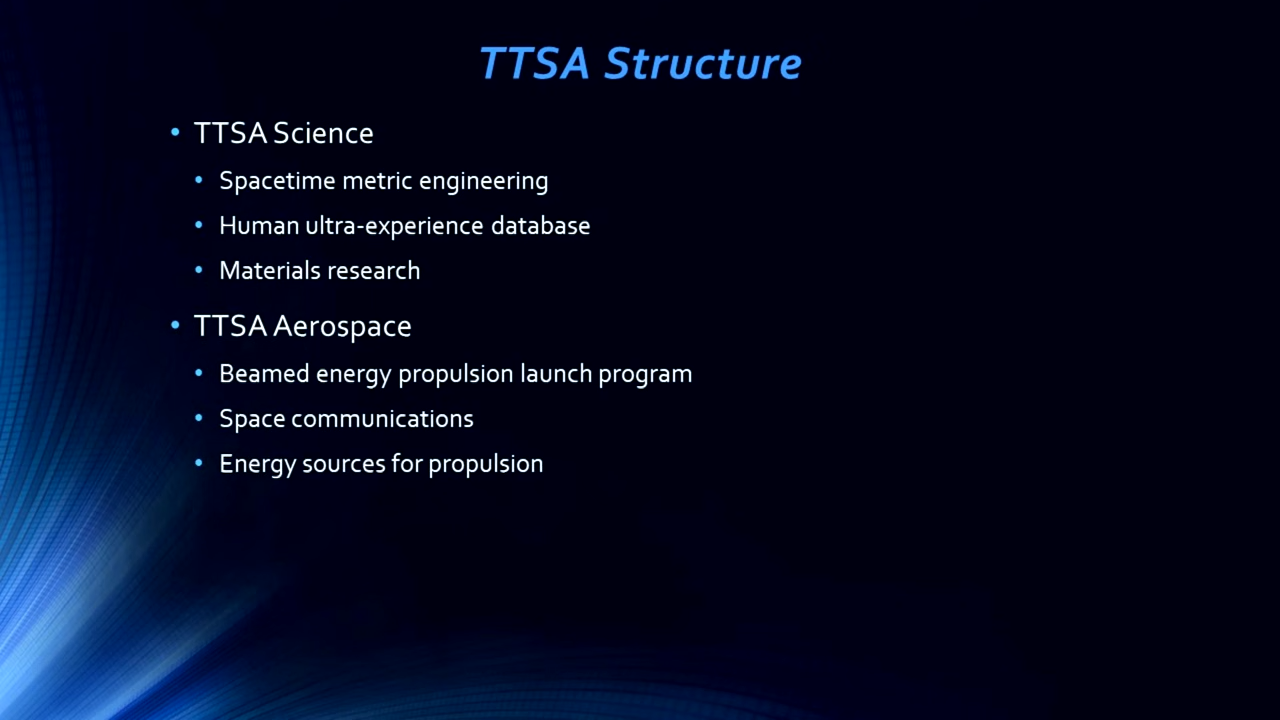 TTSA Structure
• TTSA Science
• Spacetime metric engineering
• Human ultra-experience database
• Materials research
• TTSA Aerospace
• Beamed energy propulsion launch program
• Space communications
• Energy sources for propulsion